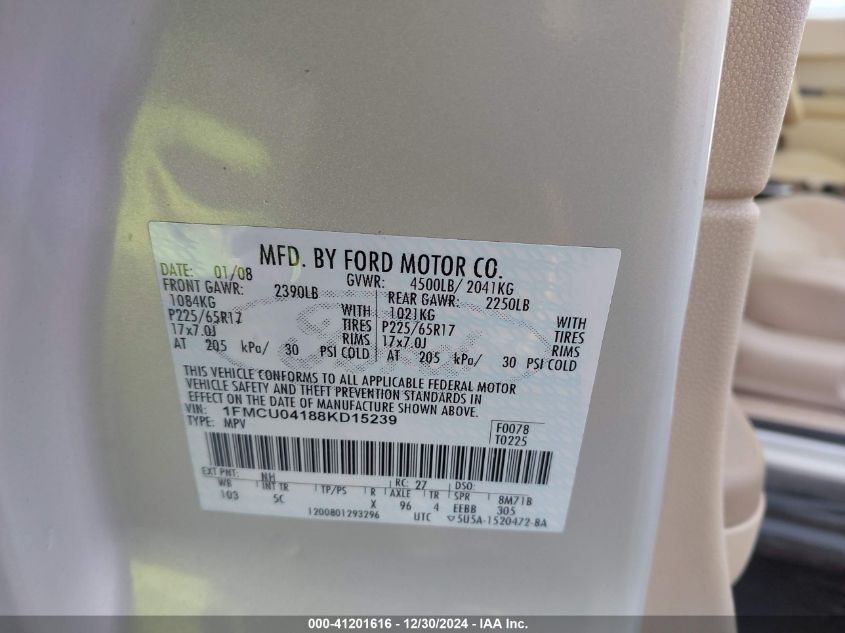 MFD. BY FORD MOTOR CO.
DATE: 01/08 GVWR: 4500LB/ 2041KG
FRONT GAWR: 2390LB REAR GAWR: 2250LB
1084KG WITH 1021KG WITH
P225/65R17 TIRES P225/65R17 TIRES
17x7.0J RIMS 17x7.0J RIMS
AT 205 kPa/ 30 PSI COLD AT 205 kPa/ 30 PSI COLD
THIS VEHICLE CONFORMS TO ALL APPLICABLE FEDERAL MOTOR
VEHICLE SAFETY AND THEFT PREVENTION STANDARDS IN
EFFECT ON THE DATE OF MANUFACTURE SHOWN ABOVE.
VIN: 1FMCU04188KD15239 F0078
TYPE: MPV T0225
EXT PNT: NH RC: 27 DSO:
WB INT TR TP/PS R AXLE TR SPR 8M71B
103 5C X 96 4 EEBB 305
1200801293296 UTC ▽5U5A-1520472-BA
000-41201616 - 12/30/2024 - IAA Inc.